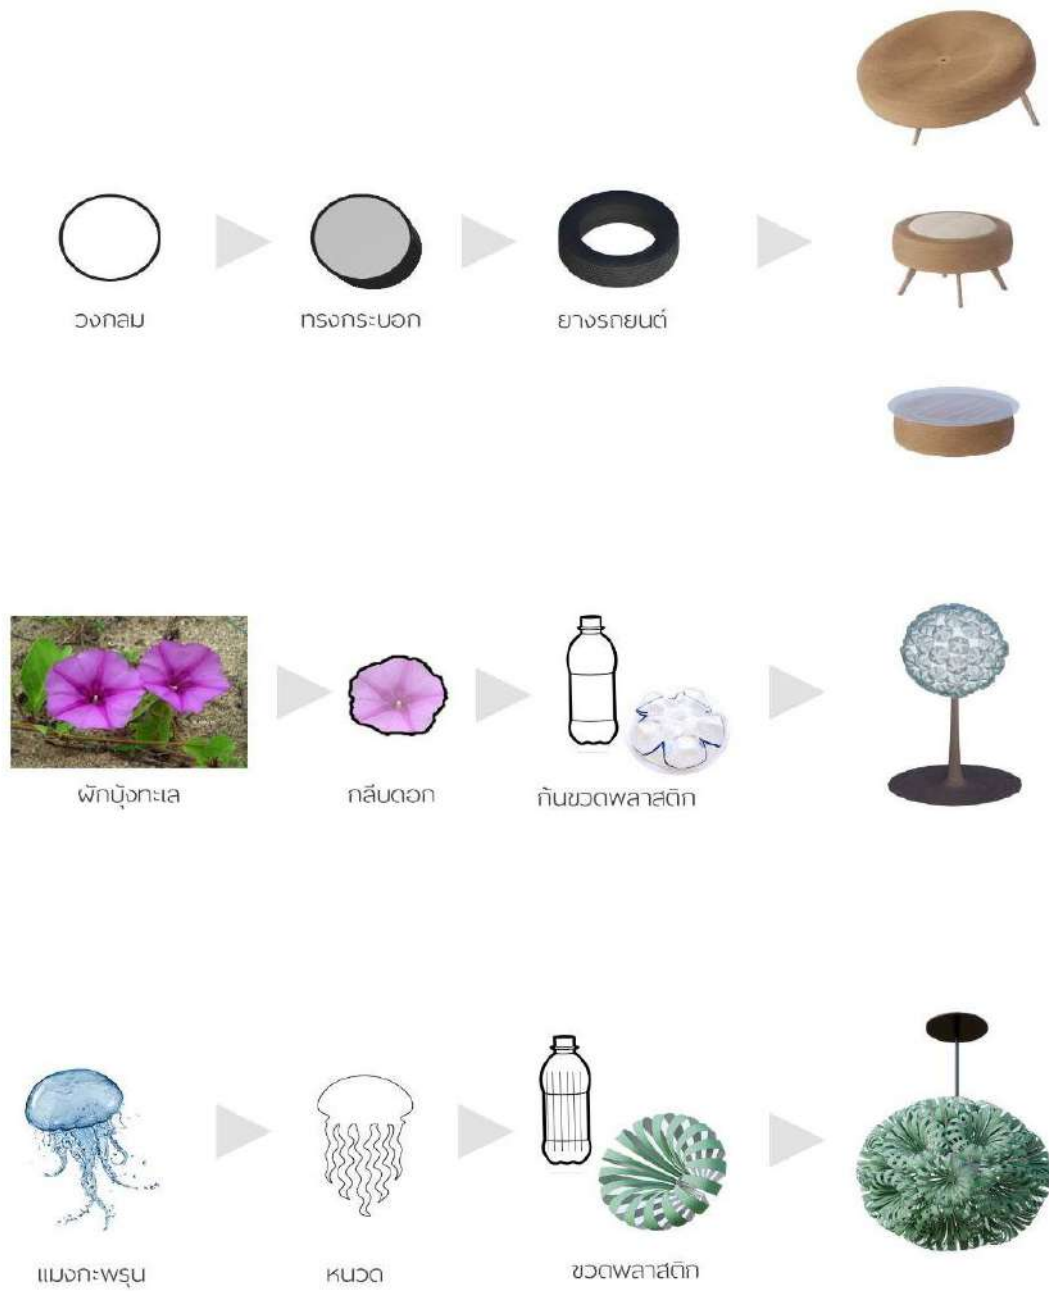 วงกลม
ทรงกระบอก
ยางรถยนต์
ผักบุ้งทะเล
กลีบดอก
ก้นขวดพลาสติก
แมงกะพรุน
หนวด
ขวดพลาสติก